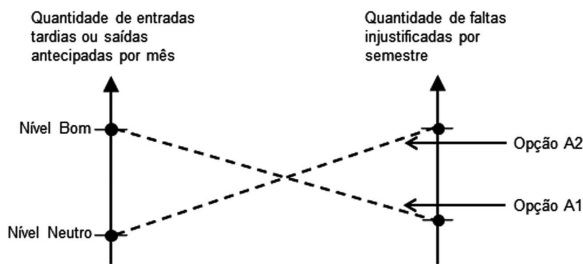 Quantidade de entradas
tardias ou saídas
antecipadas por mês
Quantidade de faltas
injustificadas por
semestre
Nível Bom
Opção A2
Opção A1
Nível Neutro